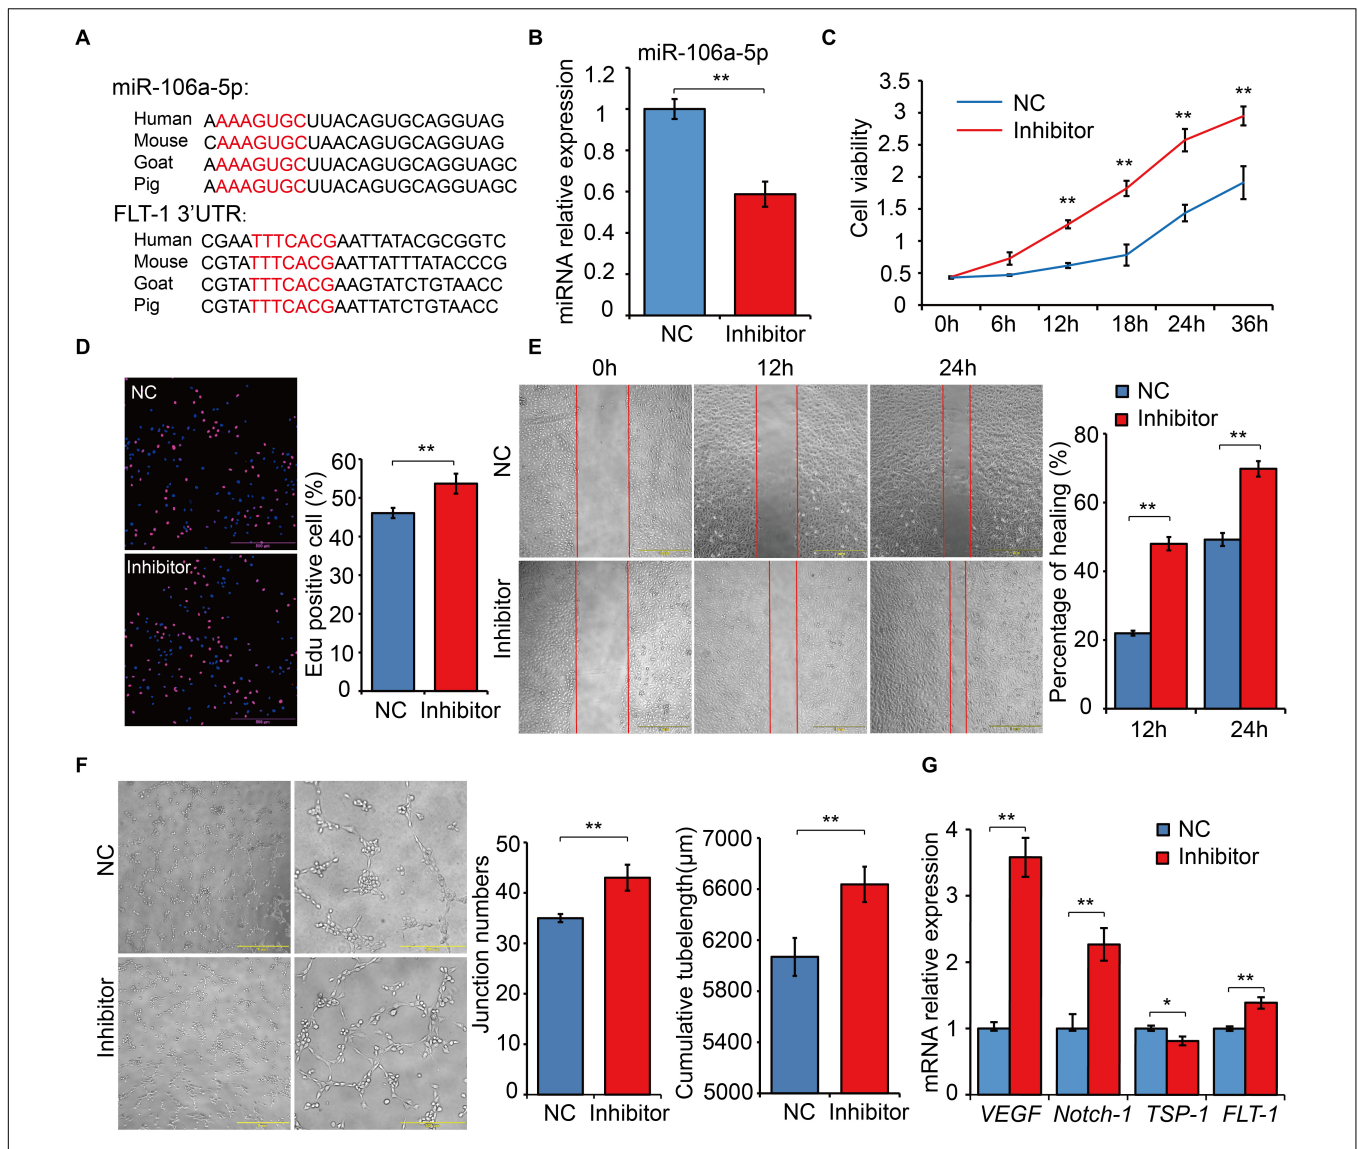 A
miR-106a-5p:
Human AAAGUGCUUACAGUGCAGGUAG
Mouse CAAAGUGCUAACAGUGCAGGUAG
Goat AAAAGUGCUUACAGUGCAGGUAGC
Pig AAAAGUGCUUACAGUGCAGGUAGC
FLT-1 3'UTR:
Human CGAATTTCACGAATTATACGCGGTC
Mouse CGTATTTCACGAATTATTTATACCCG
Goat CGTATTTCACGAAGTATCTGTAACC
Pig CGTATTTCACGAATTATCTGTAACC
B
miR-106a-5p
**
miRNA relative expression
1.2
1
0.8
0.6
0.4
0.2
0
NC Inhibitor
C
NC
Inhibitor
Cell viability
3.5
3
2.5
2
1.5
1
0.5
0
** ** ** **
0h 6h 12h 18h 24h 36h
D
NC
Inhibitor
**
Edu positive cell (%)
60
50
40
30
20
10
0
NC Inhibitor
E
0h 12h 24h
NC
Inhibitor
NC
Inhibitor
Percentage of healing (%)
80
60
40
20
0
** **
12h 24h
F
NC
Inhibitor
**
Junction numbers
50
40
30
20
10
0
NC Inhibitor
**
Cumulative tubelength(μm)
7000
6600
6200
5800
5400
5000
NC Inhibitor
G
NC
Inhibitor
mRNA relative expression
4
3
2
1
0
** ** * **
VEGF Notch-1 TSP-1 FLT-1